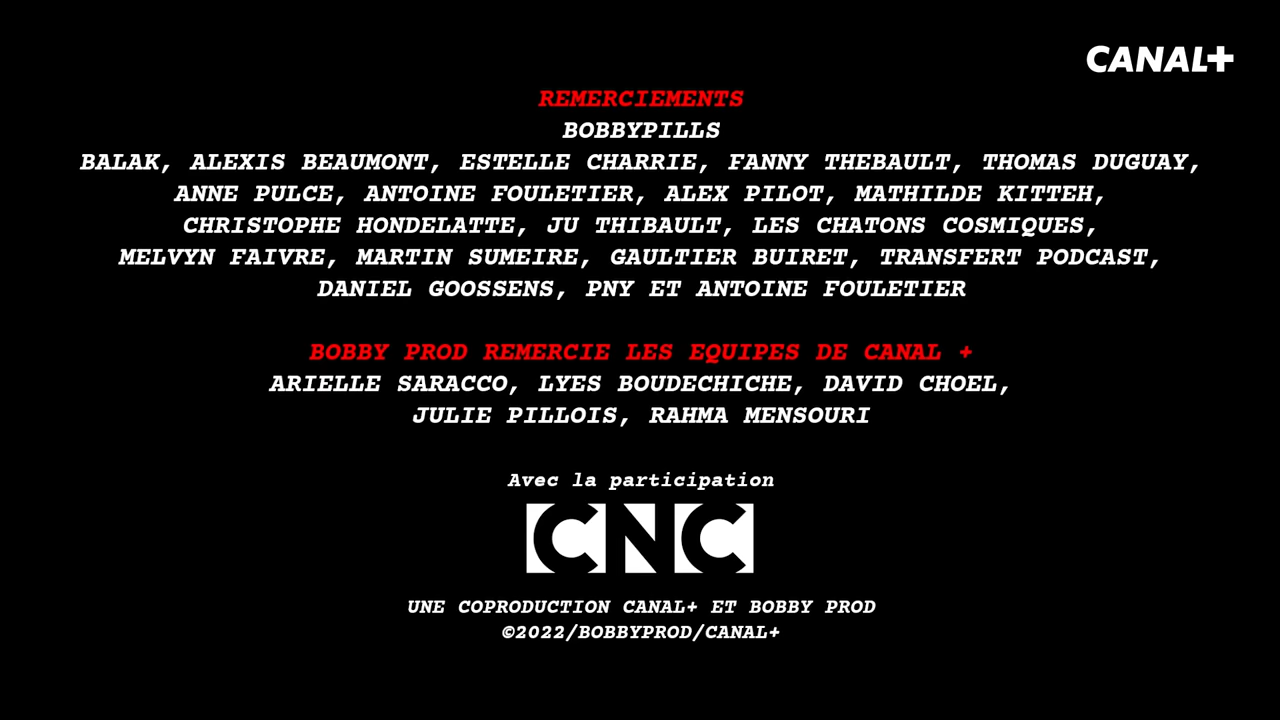 CANAL+
REMERCIEMENTS
BOBBYPILLS
BALAK, ALEXIS BEAUMONT, ESTELLE CHARRIE, FANNY THEBAULT, THOMAS DUGUAY,
ANNE PULCE, ANTOINE FOULETIER, ALEX PILOT, MATHILDE KITTEH,
CHRISTOPHE HONDELATTE, JU THIBAULT, LES CHATONS COSMIQUES,
MELVYN FAIVRE, MARTIN SUMEIRE, GAULTIER BUIRET, TRANSFERT PODCAST,
DANIEL GOOSSENS, PNY ET ANTOINE FOULETIER
BOBBY PROD REMERCIE LES EQUIPES DE CANAL +
ARIELLE SARACCO, LYES BOUDECHICHE, DAVID CHOEL,
JULIE PILLOIS, RAHMA MENSOURI
Avec la participation
CNC
UNE COPRODUCTION CANAL+ ET BOBBY PROD
©2022/BOBBYPROD/CANAL+